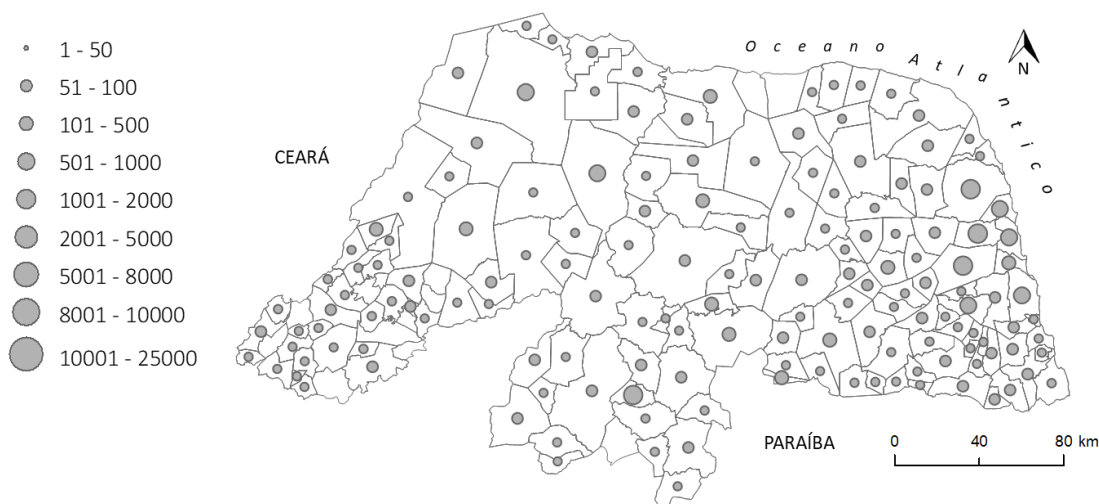 1 - 50
51 - 100
101 - 500
501 - 1000
1001 - 2000
2001 - 5000
5001 - 8000
8001 - 10000
10001 - 25000
Oceano Atlantico
N
CEARÁ
PARAÍBA
0 40 80 km